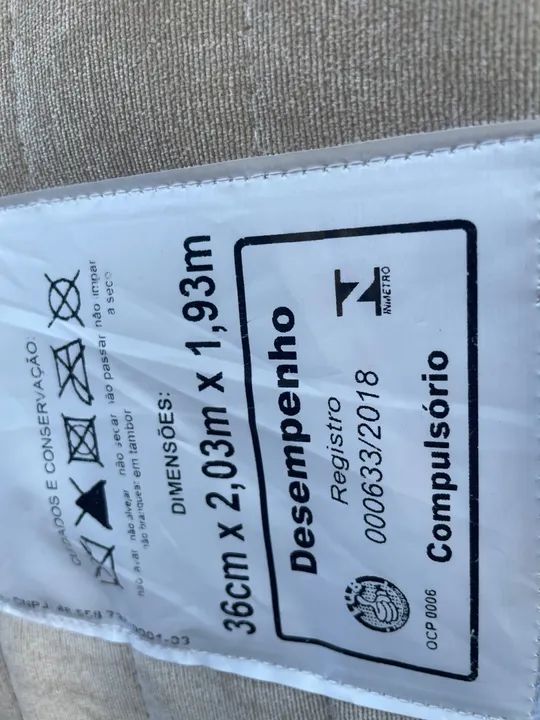 CUIDADOS E CONSERVAÇÃO:
não lavar não alvejar não secar não passar não limpar
não branquear em tambor a seco
DIMENSÕES:
36cm x 2,03m x 1,93m
Desempenho
Registro
000633/2018
INMETRO
OCP 0006
Compulsório